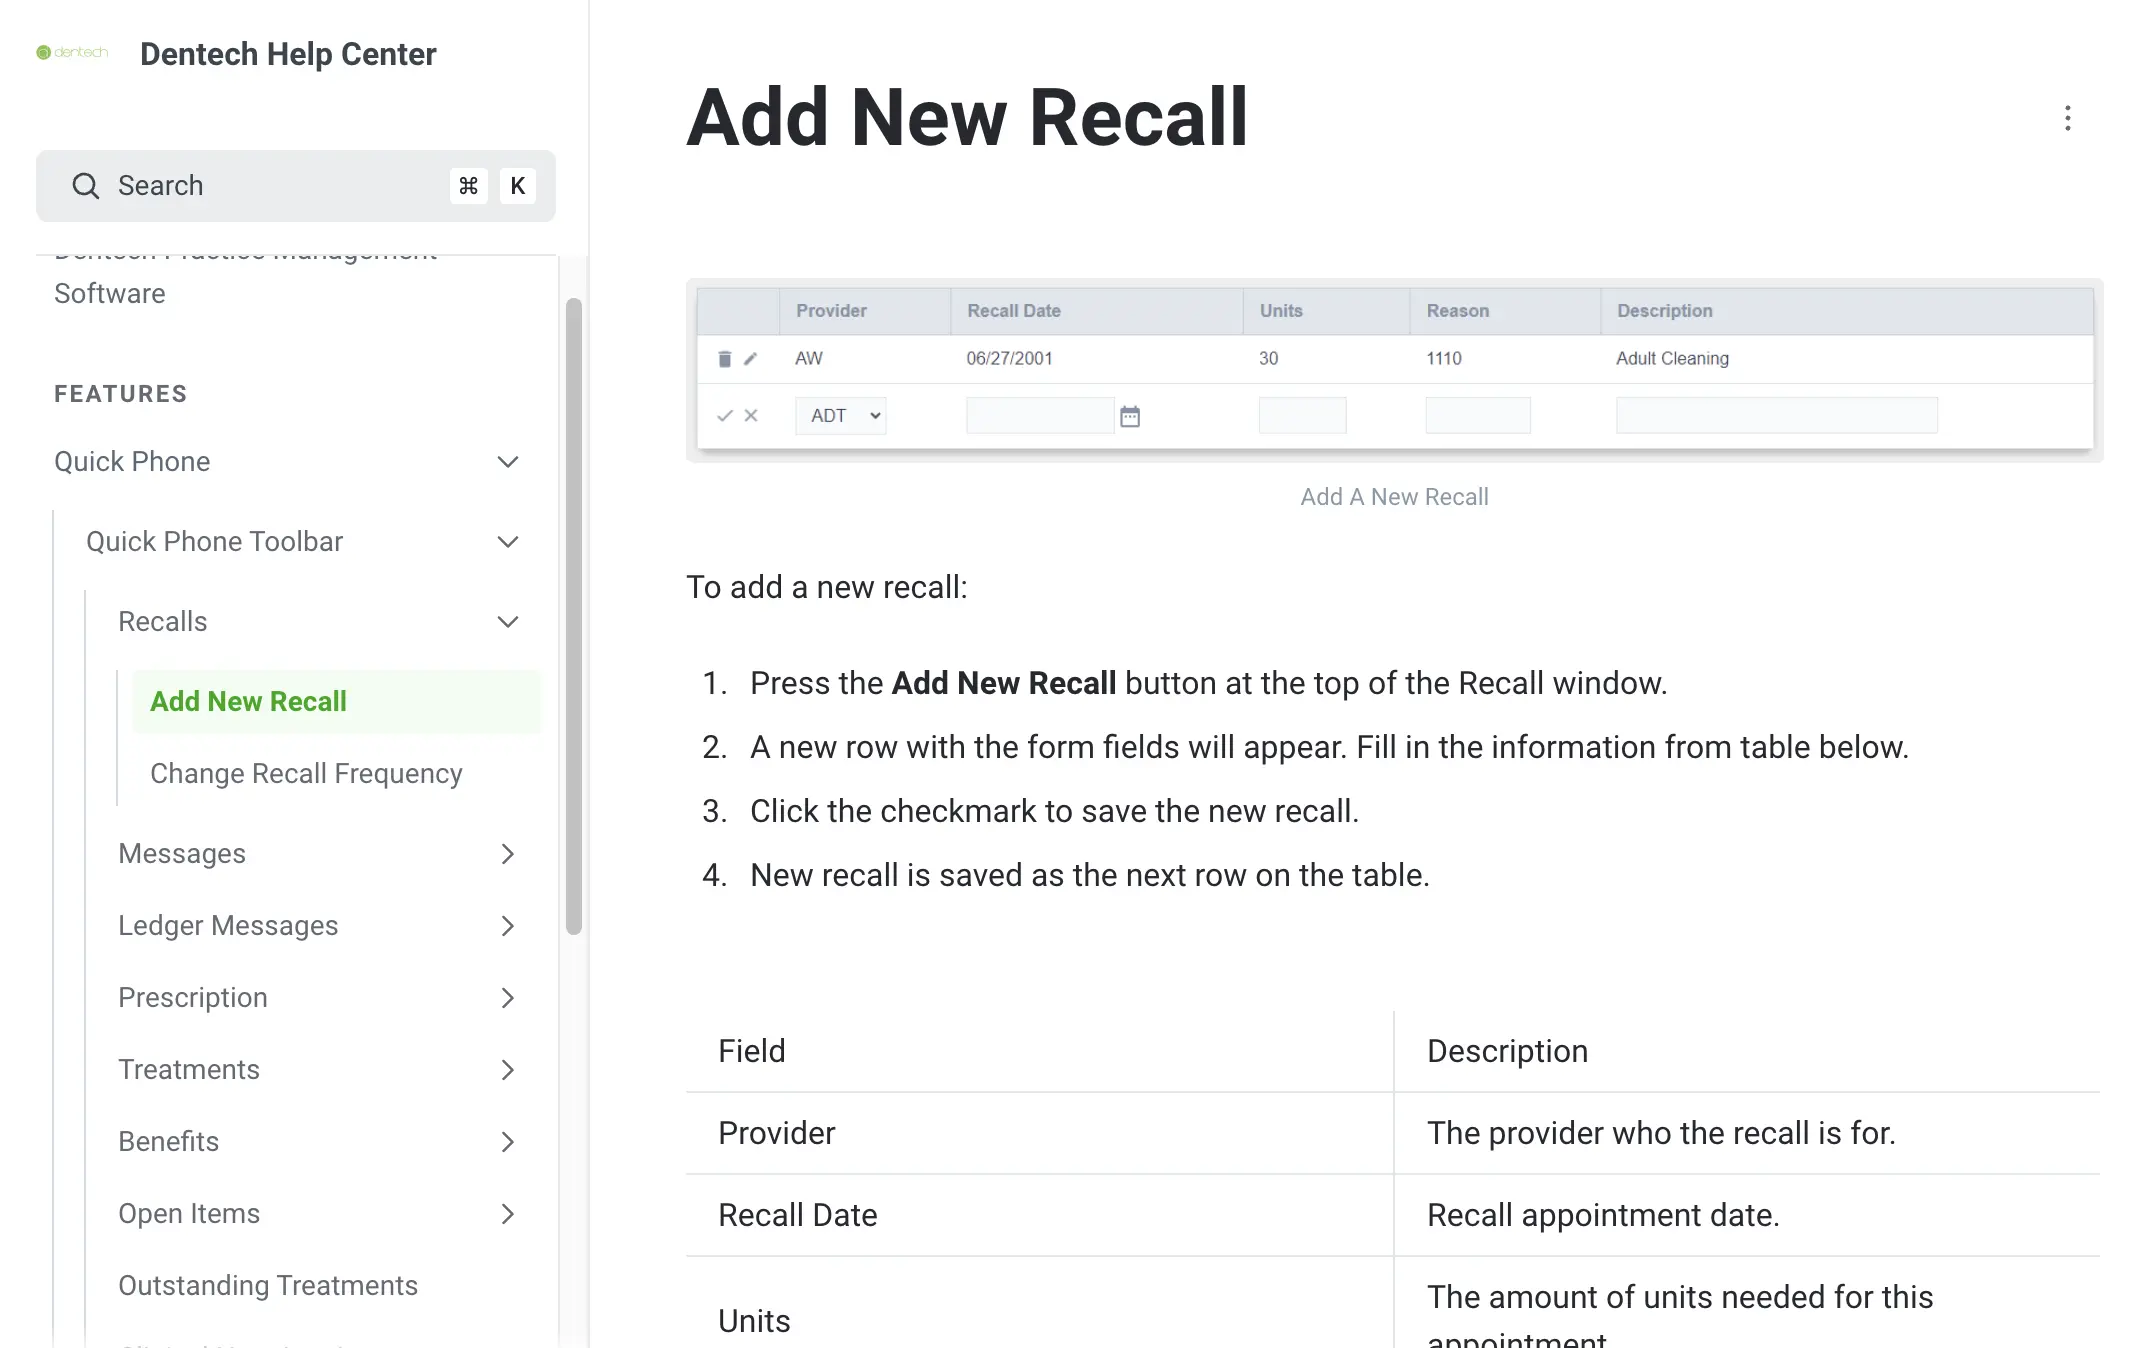 dentech
Dentech Help Center
Search
⌘ K
Dentech Practice Management
Software
FEATURES
Quick Phone
Quick Phone Toolbar
Recalls
Add New Recall
Change Recall Frequency
Messages
Ledger Messages
Prescription
Treatments
Benefits
Open Items
Outstanding Treatments
Add New Recall
Provider Recall Date Units Reason Description
AW 06/27/2001 30 1110 Adult Cleaning
ADT
Add A New Recall
To add a new recall:
1. Press the Add New Recall button at the top of the Recall window.
2. A new row with the form fields will appear. Fill in the information from table below.
3. Click the checkmark to save the new recall.
4. New recall is saved as the next row on the table.
Field Description
Provider The provider who the recall is for.
Recall Date Recall appointment date.
Units The amount of units needed for this
appointment.